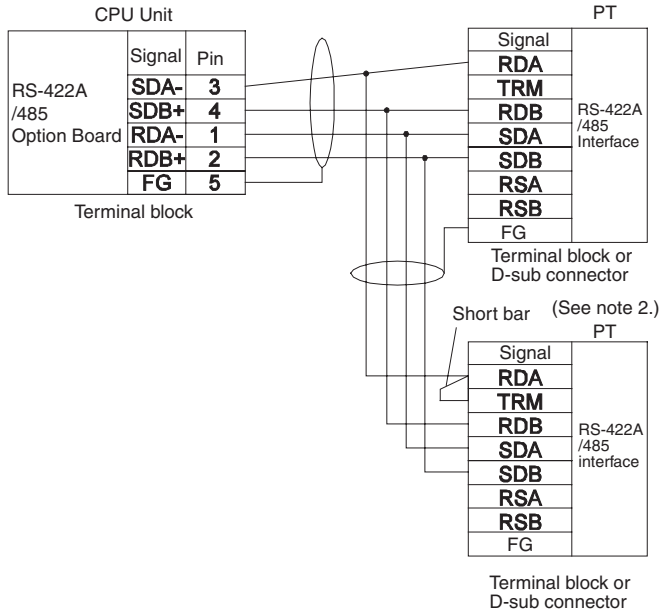 CPU Unit
Signal Pin
RS-422A
/485
Option Board
SDA- 3
SDB+ 4
RDA- 1
RDB+ 2
FG 5
Terminal block
PT
Signal
RDA
TRM
RDB
SDA
SDB
RSA
RSB
FG
RS-422A
/485
Interface
Terminal block or
D-sub connector
Short bar
(See note 2.)
PT
Signal
RDA
TRM
RDB
SDA
SDB
RSA
RSB
FG
RS-422A
/485
interface
Terminal block or
D-sub connector